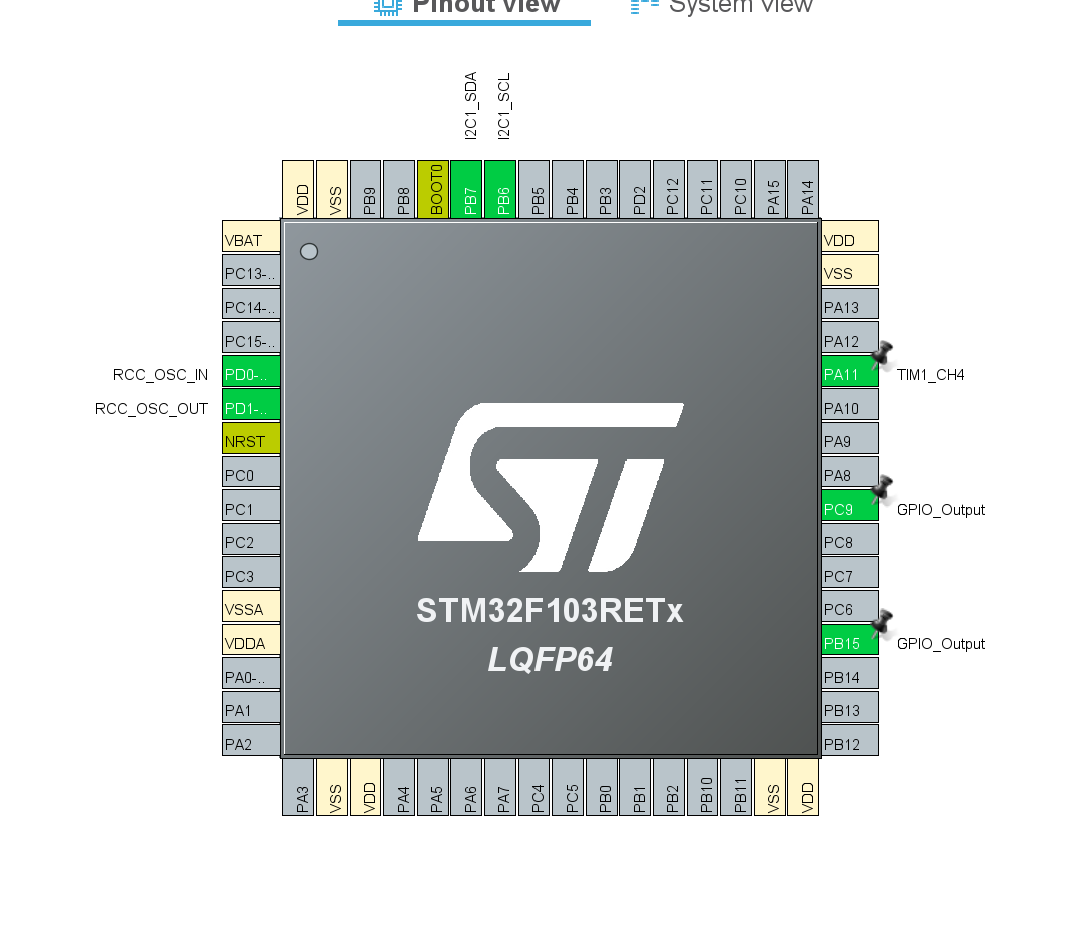 Pinout view
System view
I2C1_SDA
I2C1_SCL
VDD
VSS
PB9
PB8
BOOT0
PB7
PB6
PB5
PB4
PB3
PD2
PC12
PC11
PC10
PA15
PA14
VBAT
PC13-..
PC14-..
PC15-..
RCC_OSC_IN
PD0-..
RCC_OSC_OUT
PD1-..
NRST
PC0
PC1
PC2
PC3
VSSA
VDDA
PA0-..
PA1
PA2
VDD
VSS
PA13
PA12
PA11
TIM1_CH4
PA10
PA9
PA8
PC9
GPIO_Output
PC8
PC7
PC6
PB15
GPIO_Output
PB14
PB13
PB12
ST
STM32F103RETx
LQFP64
PA3
VSS
VDD
PA4
PA5
PA6
PA7
PC4
PC5
PB0
PB1
PB2
PB10
PB11
VSS
VDD